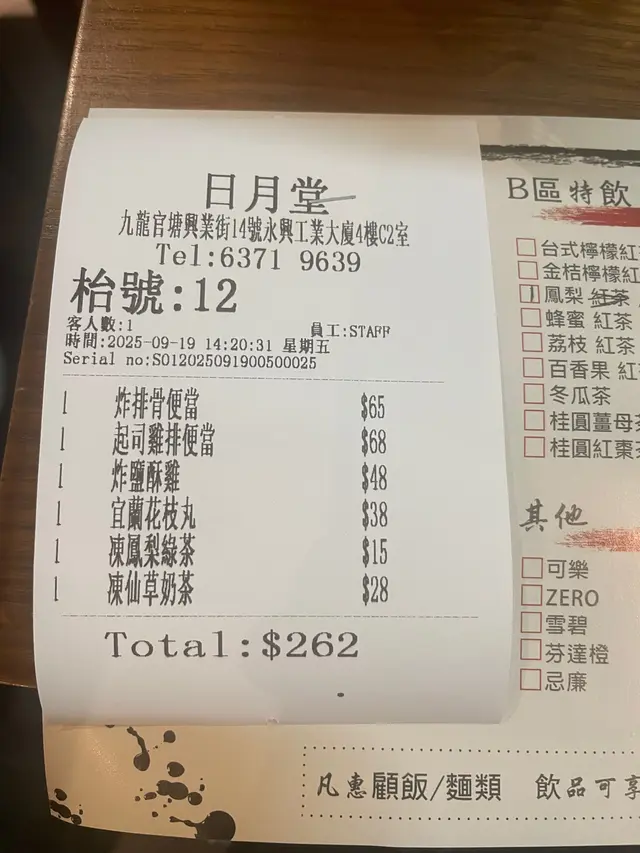 日月堂
九龍官塘興業街14號永興工業大廈4樓C2室
Tel:6371 9639
枱號:12
客人數:1 員工:STAFF
時間:2025-09-19 14:20:31 星期五
Serial no:S012025091900500025
1 炸排骨便當 $65
1 起司雞排便當 $68
1 炸鹽酥雞 $48
1 宜蘭花枝丸 $38
1 凍鳳梨綠茶 $15
1 凍仙草奶茶 $28
Total:$262
B區特飲
台式檸檬紅
金桔檸檬紅
鳳梨 紅茶
蜂蜜 紅茶
荔枝 紅茶
百香果 紅
冬瓜茶
桂圓薑母茶
桂圓紅棗茶
其他
可樂
ZERO
雪碧
芬達橙
忌廉
凡惠顧飯/麵類 飲品可享